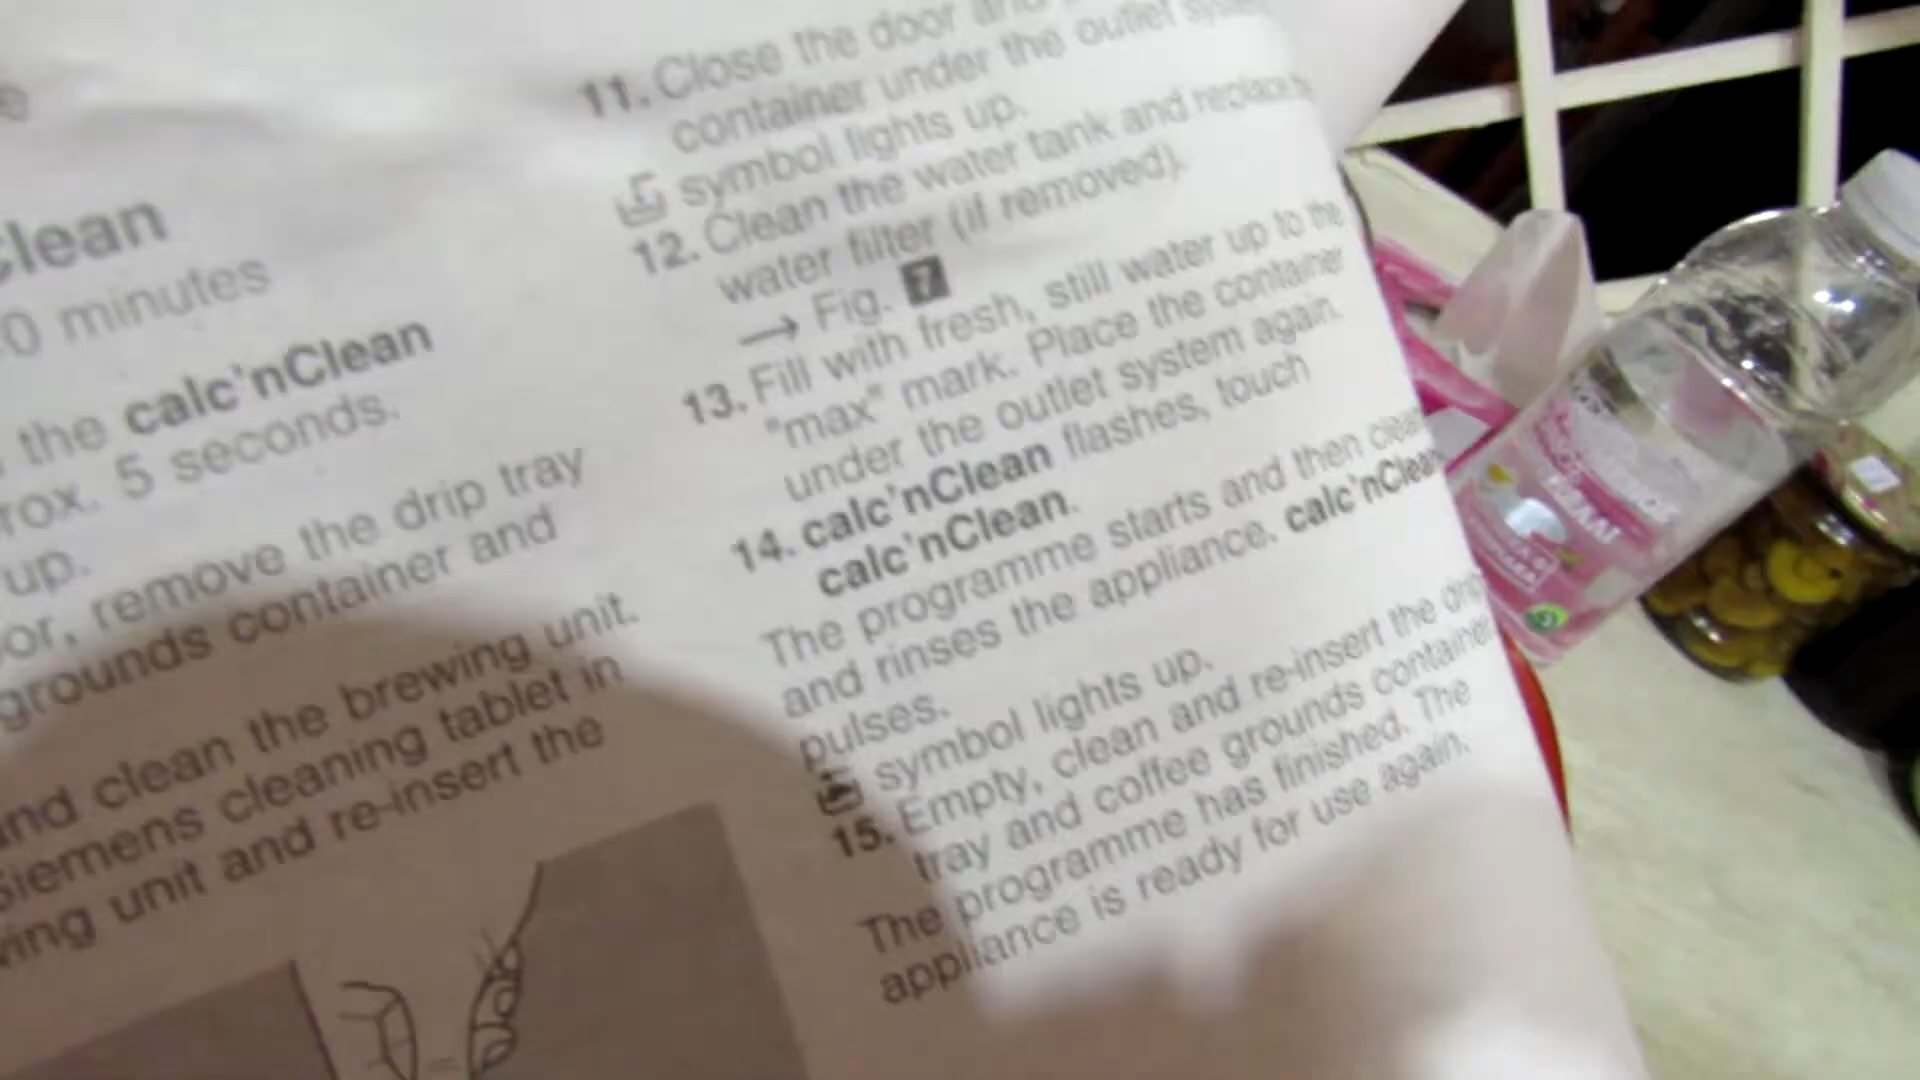 Clean
0 minutes
the calc'nClean
rox. 5 seconds.
up.
or, remove the drip tray
grounds container and
and clean the brewing unit.
Siemens cleaning tablet in
wing unit and re-insert the
11. Close the door and
container under the outlet system
symbol lights up.
12. Clean the water tank and replace
water filter (if removed).
→ Fig. 7
13. Fill with fresh, still water up to the
"max" mark. Place the container
under the outlet system again.
14. calc'nClean flashes, touch
calc'nClean.
The programme starts and then clean
and rinses the appliance. calc'nClean
pulses.
symbol lights up.
15. Empty, clean and re-insert the drip
tray and coffee grounds container
The programme has finished. The
appliance is ready for use again.